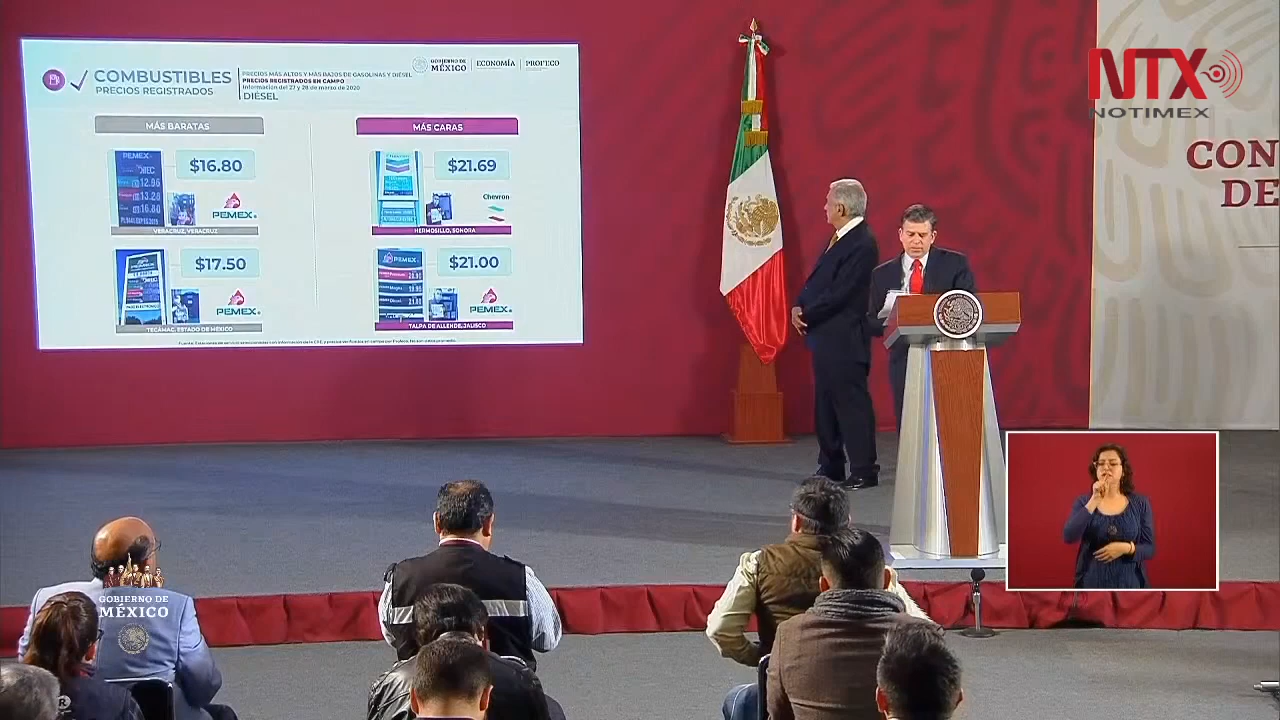 COMBUSTIBLES
PRECIOS REGISTRADOS
PRECIOS MÁS ALTOS Y MÁS BAJOS DE GASOLINAS Y DIÉSEL
PRECIOS REGISTRADOS EN CAMPO
Información del 27 y 28 de marzo de 2020
DIÉSEL
GOBIERNO DE
MÉXICO
ECONOMÍA
PROFECO
MÁS BARATAS
MÁS CARAS
PEMEX
$16.80
PEMEX
VERACRUZ, VERACRUZ
$21.69
Chevron
HERMOSILLO, SONORA
$17.50
PEMEX
TECÁMAC, ESTADO DE MÉXICO
PEMEX
$21.00
PEMEX
TALPA DE ALLENDE, JALISCO
NTX
NOTIMEX
CON
DE
GOBIERNO DE
MÉXICO